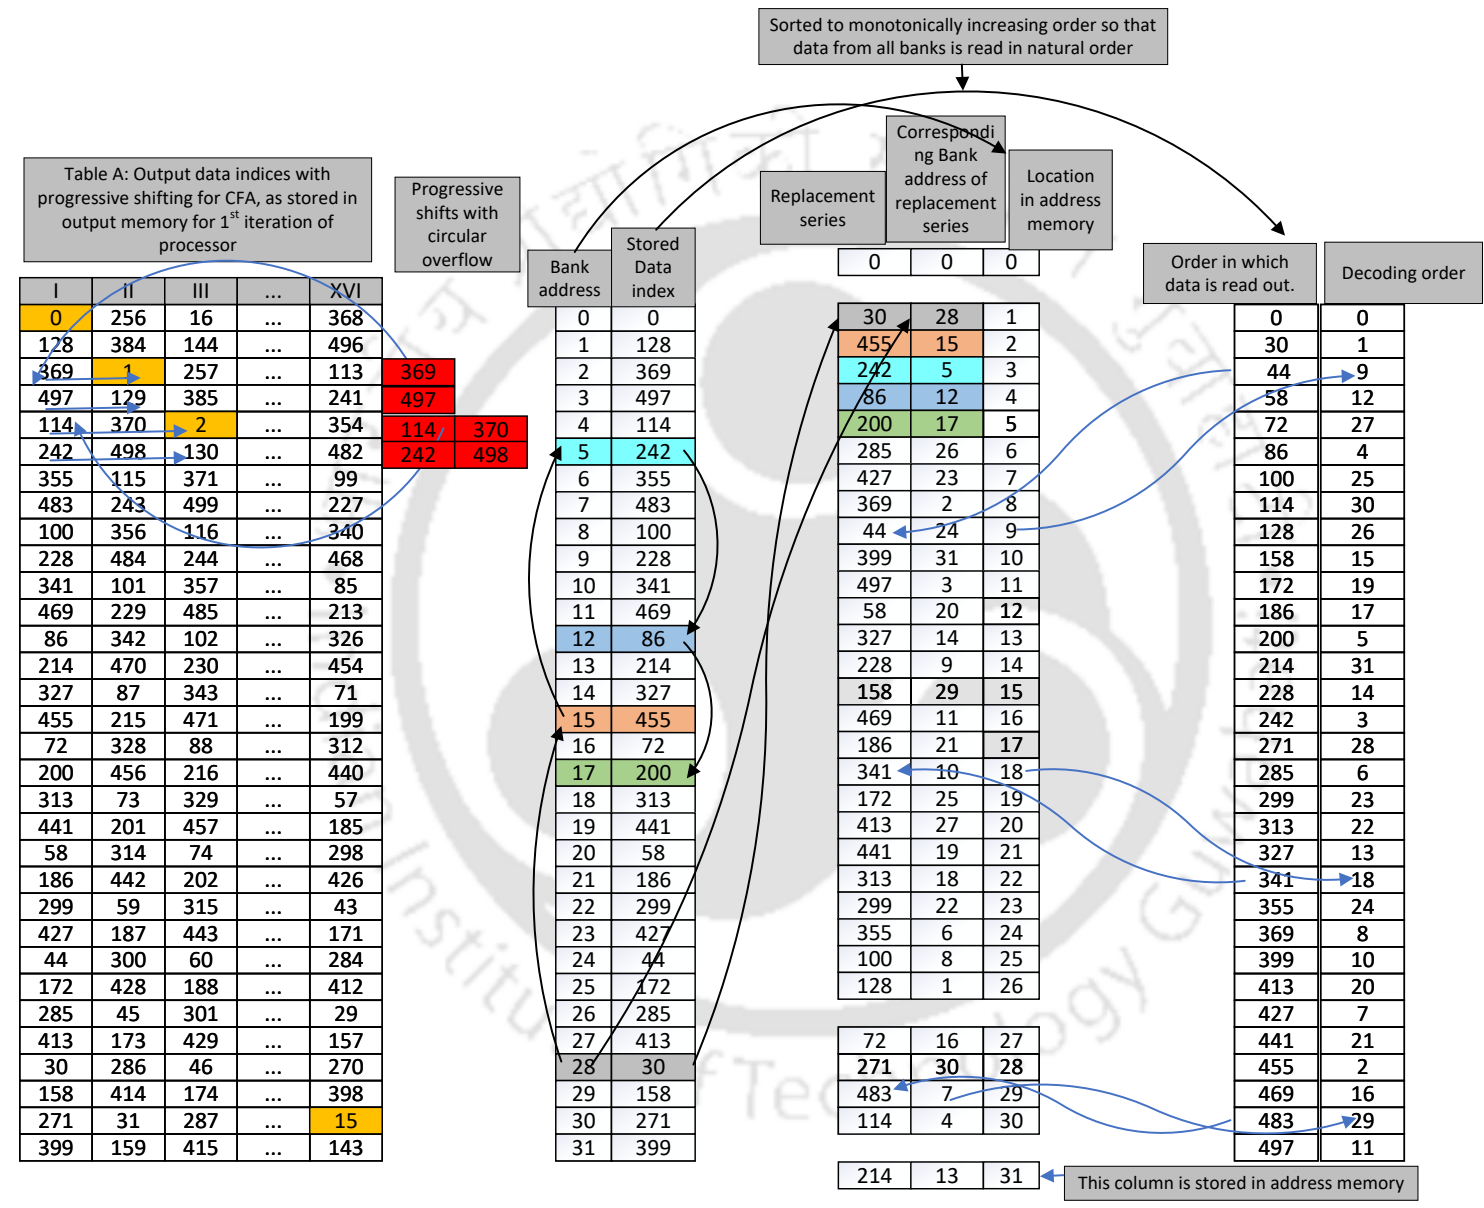 Sorted to monotonically increasing order so that
data from all banks is read in natural order
Table A: Output data indices with
progressive shifting for CFA, as stored in
output memory for 1st iteration of
processor
I II III ... XVI
0 256 16 ... 368
128 384 144 ... 496
369 1 257 ... 113
497 129 385 ... 241
114 370 2 ... 354
242 498 130 ... 482
355 115 371 ... 99
483 243 499 ... 227
100 356 116 ... 340
228 484 244 ... 468
341 101 357 ... 85
469 229 485 ... 213
86 342 102 ... 326
214 470 230 ... 454
327 87 343 ... 71
455 215 471 ... 199
72 328 88 ... 312
200 456 216 ... 440
313 73 329 ... 57
441 201 457 ... 185
58 314 74 ... 298
186 442 202 ... 426
299 59 315 ... 43
427 187 443 ... 171
44 300 60 ... 284
172 428 188 ... 412
285 45 301 ... 29
413 173 429 ... 157
30 286 46 ... 270
158 414 174 ... 398
271 31 287 ... 15
399 159 415 ... 143
Progressive
shifts with
circular
overflow
369
497
114 370
242 498
Bank
address
Stored
Data
index
0 0
1 128
2 369
3 497
4 114
5 242
6 355
7 483
8 100
9 228
10 341
11 469
12 86
13 214
14 327
15 455
16 72
17 200
18 313
19 441
20 58
21 186
22 299
23 427
24 44
25 172
26 285
27 413
28 30
29 158
30 271
31 399
Replacement
series
Correspondi
ng Bank
address of
replacement
series
Location
in address
memory
0 0 0
30 28 1
455 15 2
242 5 3
86 12 4
200 17 5
285 26 6
427 23 7
369 2 8
44 24 9
399 31 10
497 3 11
58 20 12
327 14 13
228 9 14
158 29 15
469 11 16
186 21 17
341 10 18
172 25 19
413 27 20
441 19 21
313 18 22
299 22 23
355 6 24
100 8 25
128 1 26
72 16 27
271 30 28
483 7 29
114 4 30
214 13 31
This column is stored in address memory
Order in which
data is read out.
Decoding order
0 0
30 1
44 9
58 12
72 27
86 4
100 25
114 30
128 26
158 15
172 19
186 17
200 5
214 31
228 14
242 3
271 28
285 6
299 23
313 22
327 13
341 18
355 24
369 8
399 10
413 20
427 7
441 21
455 2
469 16
483 29
497 11